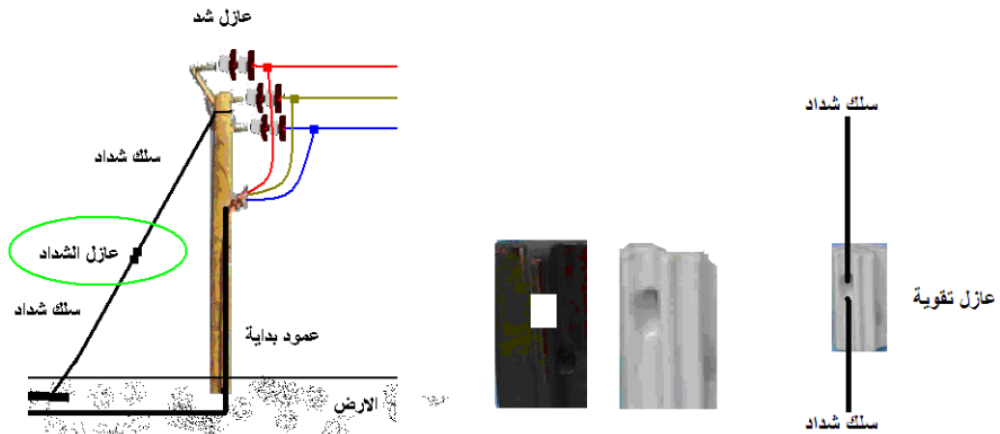 عازل شد
سلك شداد
عازل الشداد
سلك شداد
عمود بداية
الارض
سلك شداد
عازل تقوية
سلك شداد